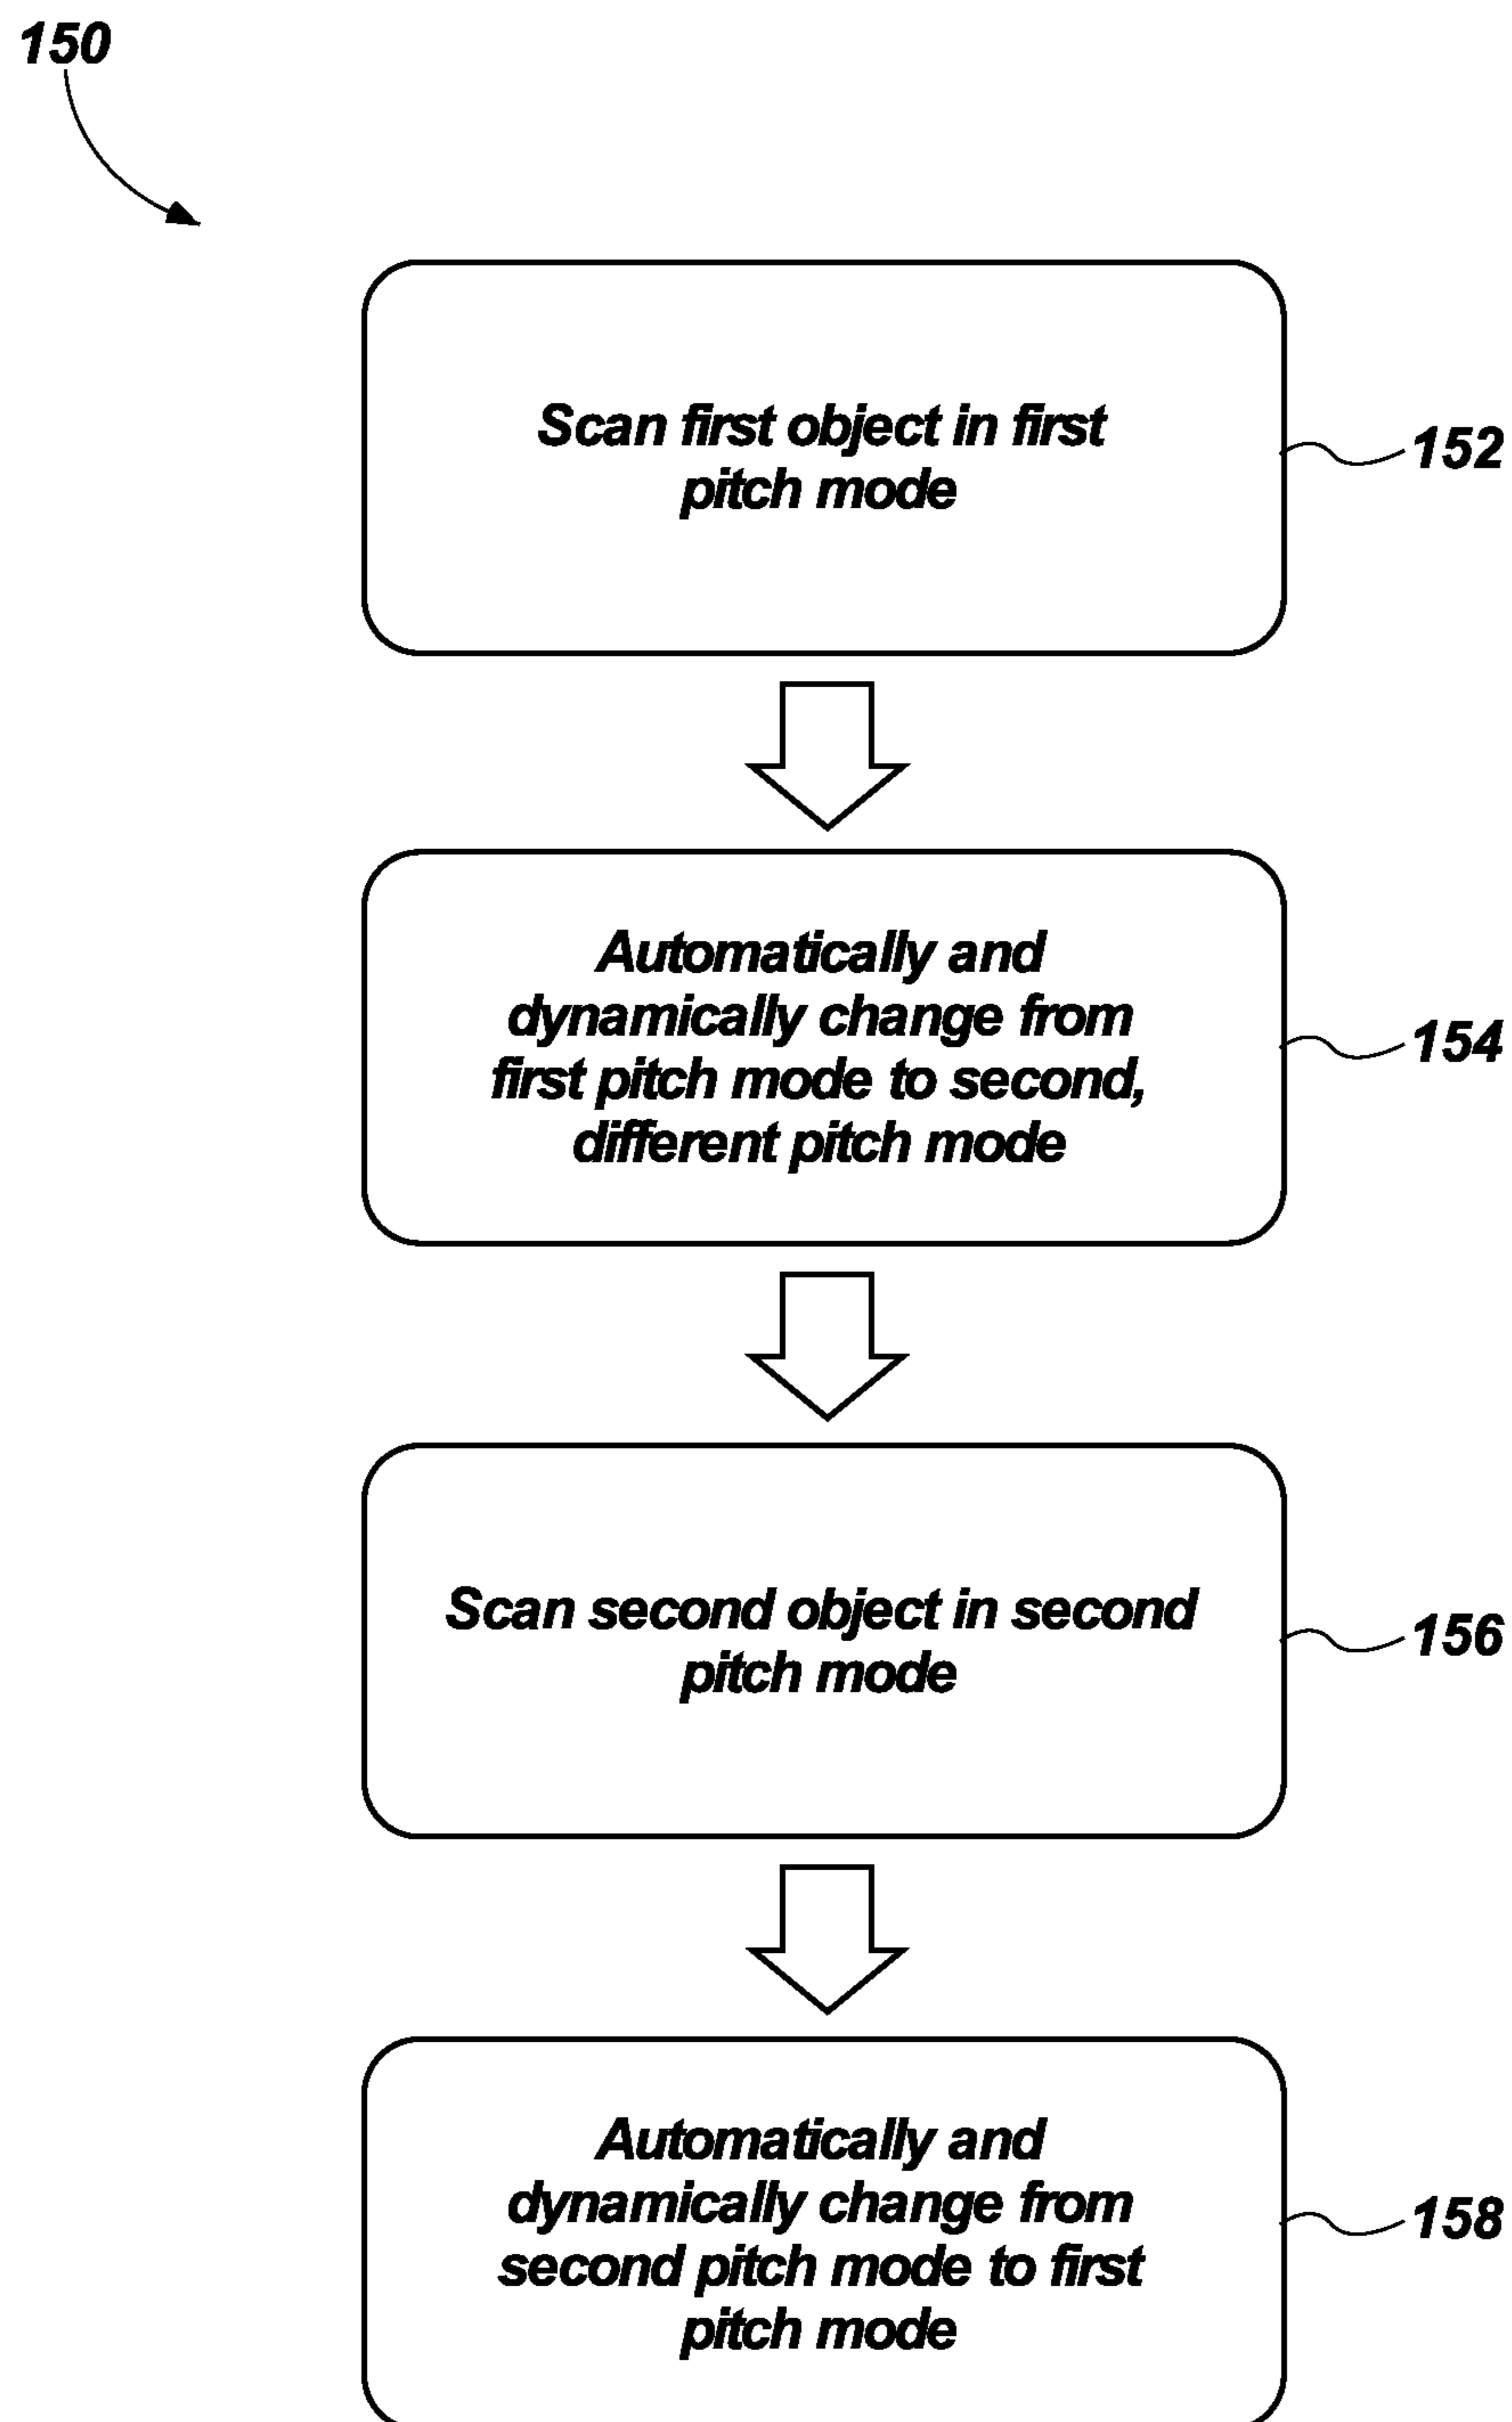 150
Scan first object in first
pitch mode
152
Automatically and
dynamically change from
first pitch mode to second,
different pitch mode
154
Scan second object in second
pitch mode
156
Automatically and
dynamically change from
second pitch mode to first
pitch mode
158